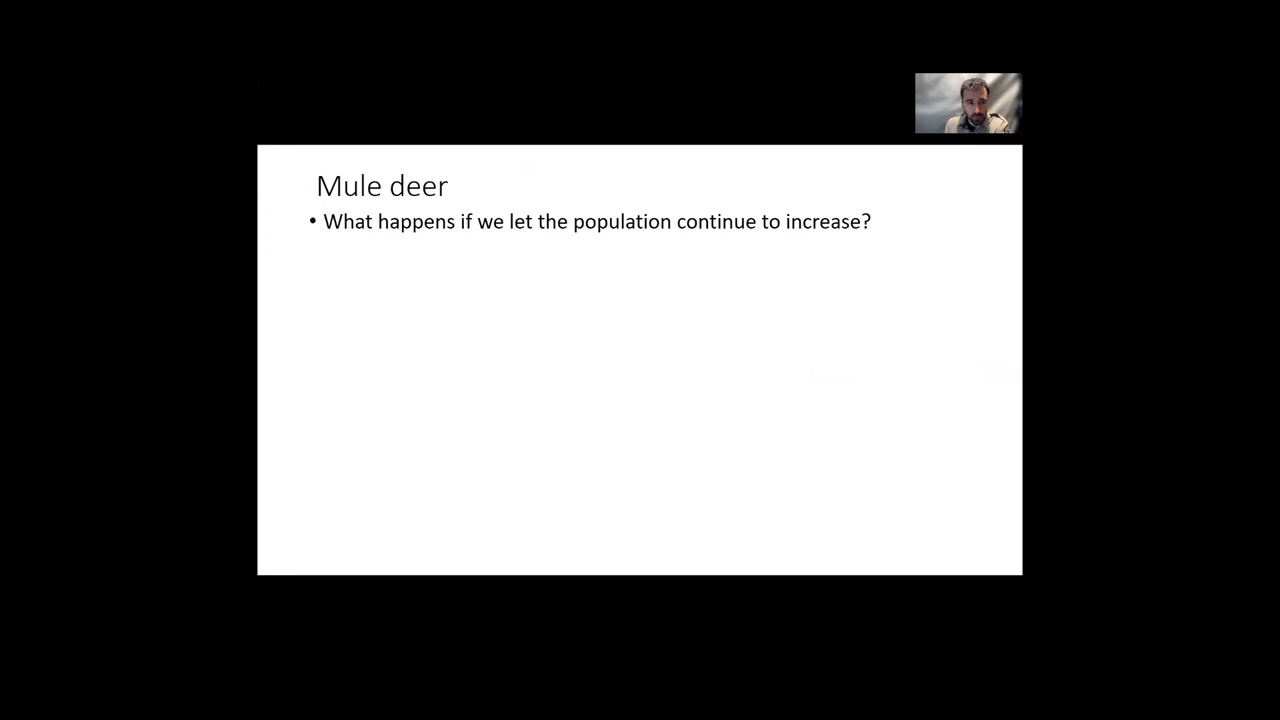 Mule deer
• What happens if we let the population continue to increase?